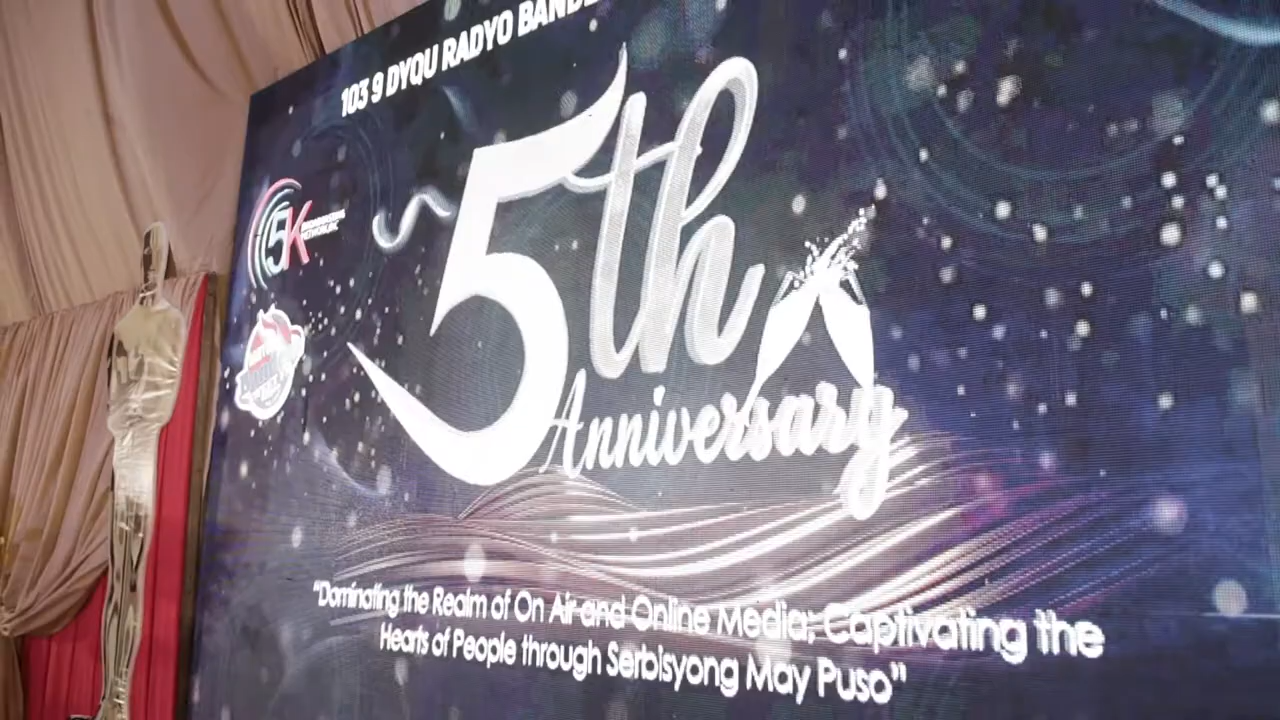 103 9 DYQU RADYO
5th
Anniversary
5K
"Dominating the Realm of On Air and Online Media; Captivating the
Hearts of People through Serbisyong May Puso"